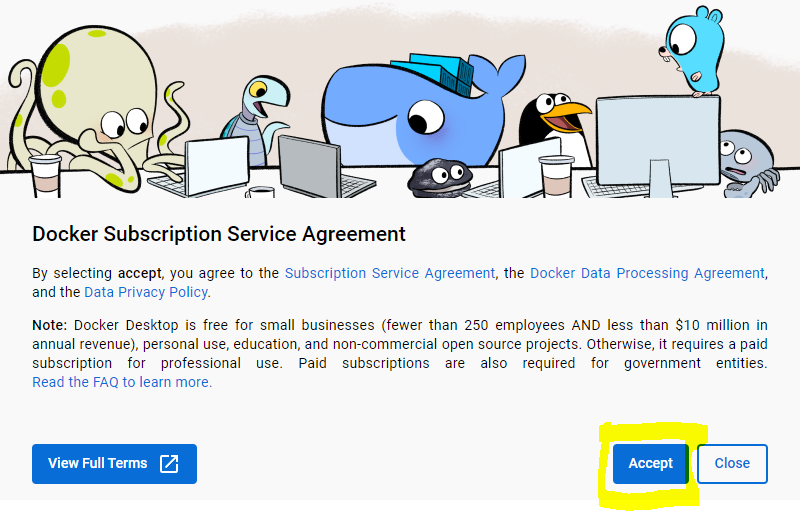 Docker Subscription Service Agreement
By selecting accept, you agree to the Subscription Service Agreement, the Docker Data Processing Agreement,
and the Data Privacy Policy.
Note: Docker Desktop is free for small businesses (fewer than 250 employees AND less than $10 million in
annual revenue), personal use, education, and non-commercial open source projects. Otherwise, it requires a paid
subscription for professional use. Paid subscriptions are also required for government entities.
Read the FAQ to learn more.
View Full Terms
Accept
Close